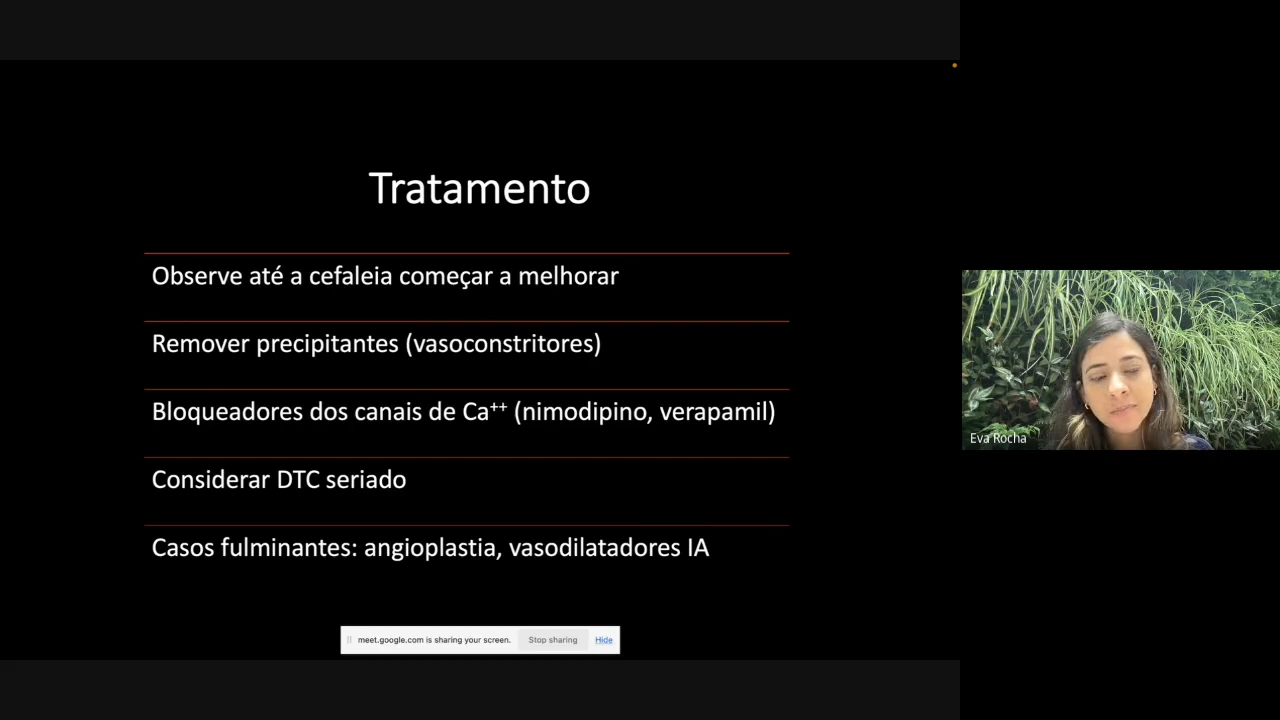 Tratamento
Observe até a cefaleia começar a melhorar
Remover precipitantes (vasoconstritores)
Bloqueadores dos canais de Ca⁺⁺ (nimodipino, verapamil)
Considerar DTC seriado
Casos fulminantes: angioplastia, vasodilatadores IA
Eva Rocha
meet.google.com is sharing your screen. Stop sharing Hide